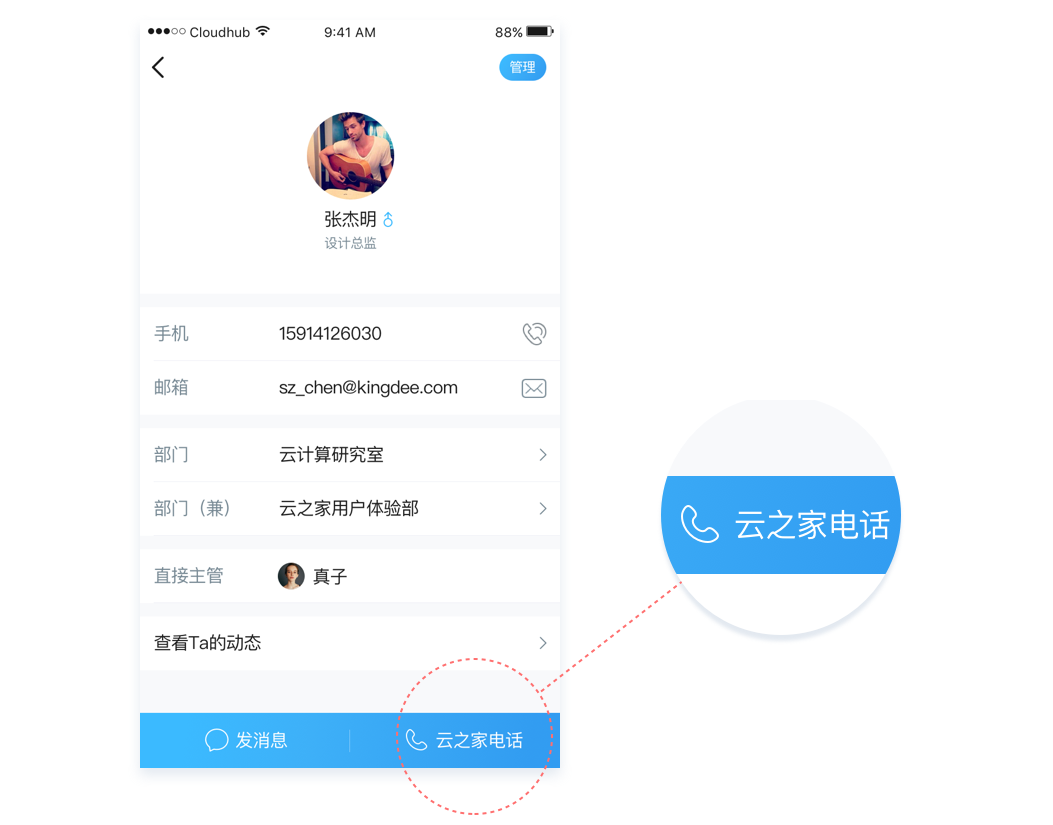 Cloudhub 9:41 AM 88%
管理
张杰明
设计总监
手机 15914126030
邮箱 sz_chen@kingdee.com
部门 云计算研究室
部门（兼） 云之家用户体验部
直接主管 真子
查看Ta的动态
发消息 云之家电话
云之家电话